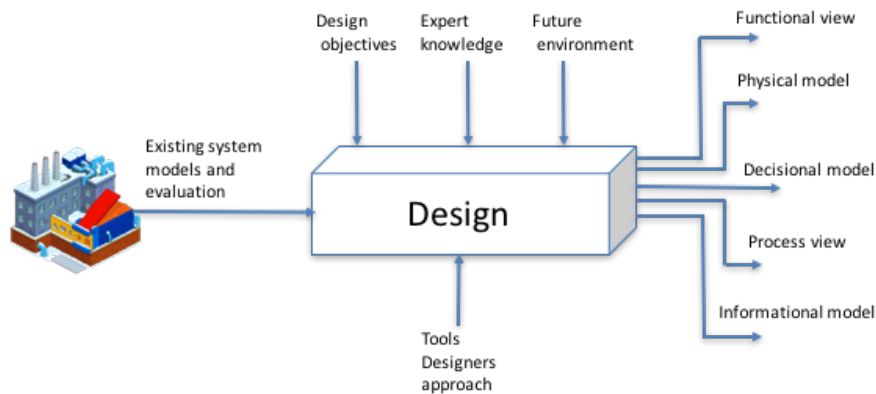 Design
objectives
Expert
knowledge
Future
environment
Functional view
Physical model
Existing system
models and
evaluation
Decisional model
Design
Process view
Informational model
Tools
Designers
approach